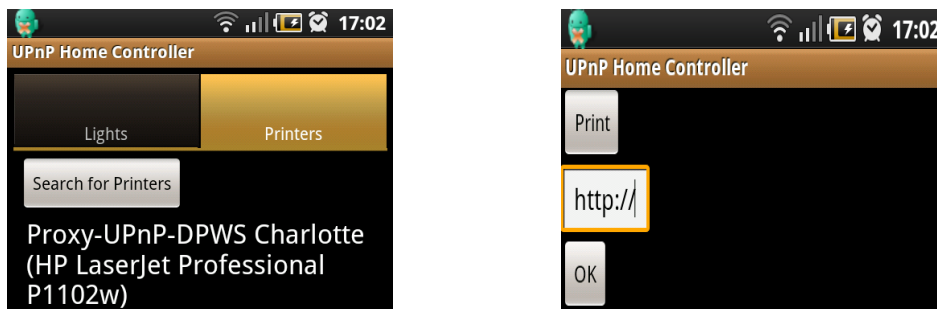 17:02
UPnP Home Controller
Lights Printers
Search for Printers
Proxy-UPnP-DPWS Charlotte
(HP LaserJet Professional
P1102w)
17:02
UPnP Home Controller
Print
http://
OK